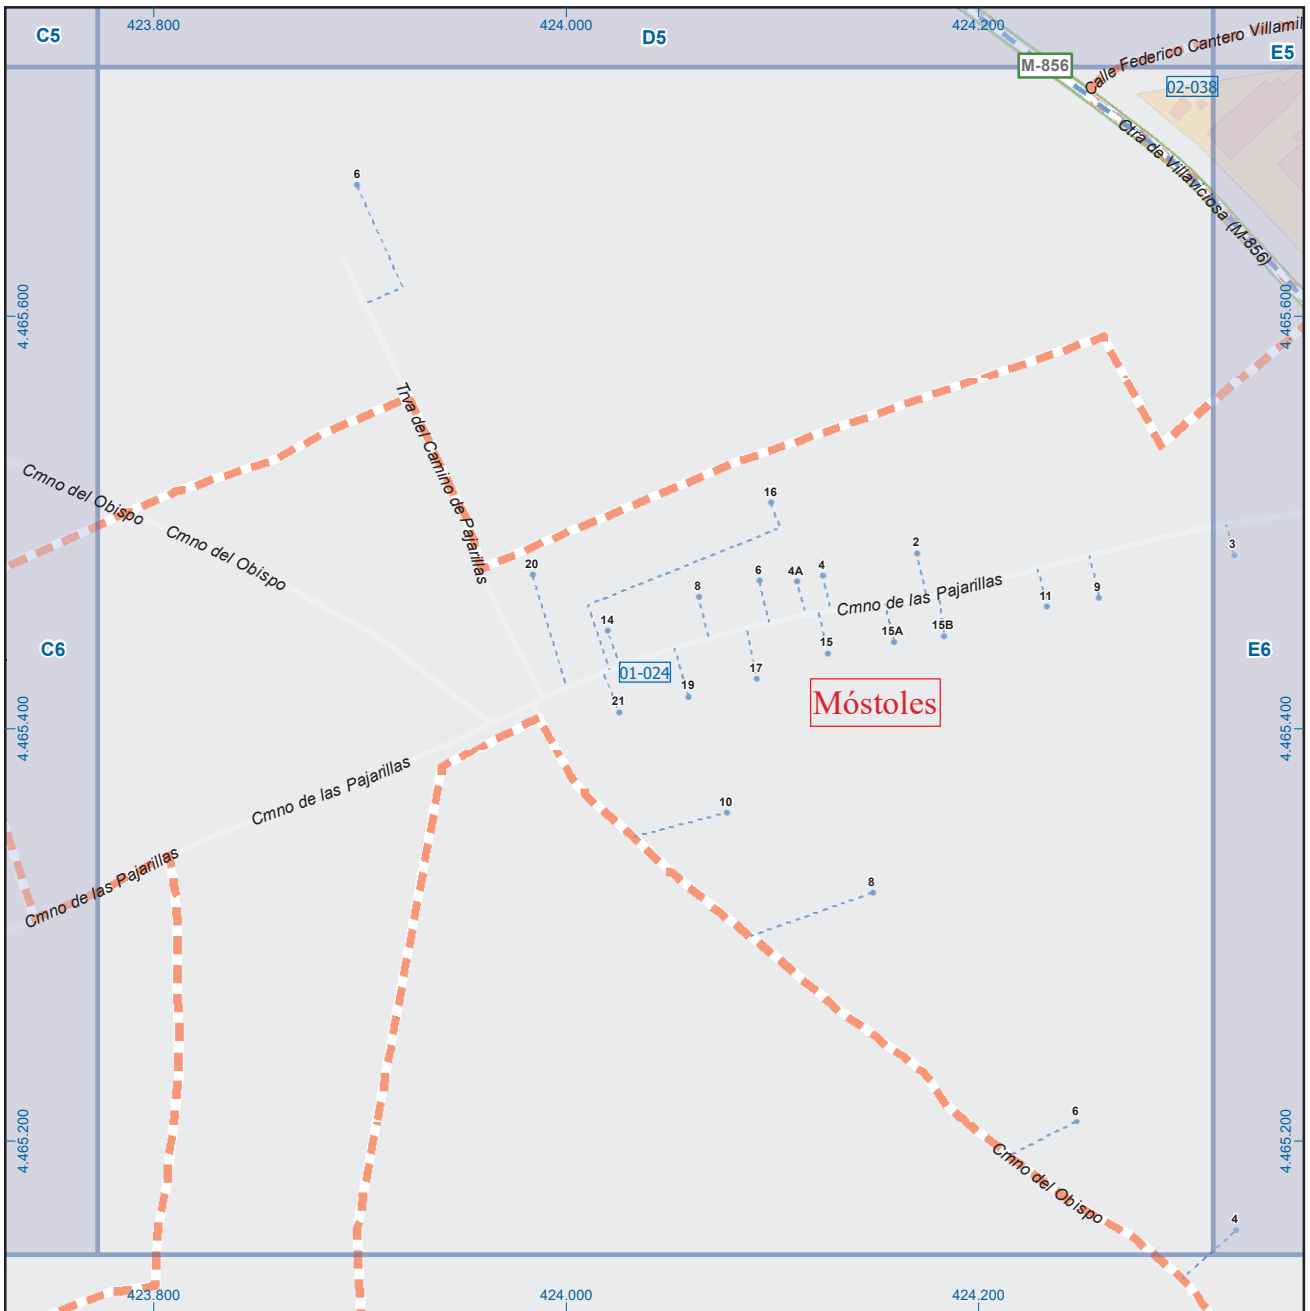 423.800
424.000
424.200
C5
D5
E5
M-856
Calle Federico Cantero Villamil
02-038
Ctra de Villaviciosa (M-856)
6
4.465.600
4.465.600
Trva del Camino de Pajarillas
Cmno del Obispo
Cmno del Obispo
16
20
2
3
6
4A
4
8
Cmno de las Pajarillas
11
9
14
15A
15B
15
C6
E6
01-024
17
19
21
Móstoles
4.465.400
4.465.400
Cmno de las Pajarillas
10
Cmno de las Pajarillas
8
6
4.465.200
4.465.200
Cmno del Obispo
4
423.800
424.000
424.200